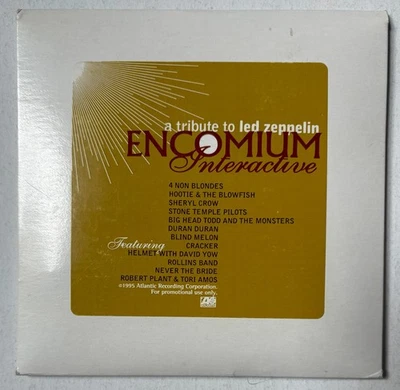 a tribute to led zeppelin
ENCOMIUM
Interactive
4 NON BLONDES
HOOTIE & THE BLOWFISH
SHERYL CROW
STONE TEMPLE PILOTS
BIG HEAD TODD AND THE MONSTERS
DURAN DURAN
BLIND MELON
Featuring CRACKER
HELMET WITH DAVID YOW
ROLLINS BAND
NEVER THE BRIDE
ROBERT PLANT & TORI AMOS
©1995 Atlantic Recording Corporation.
For promotional use only.